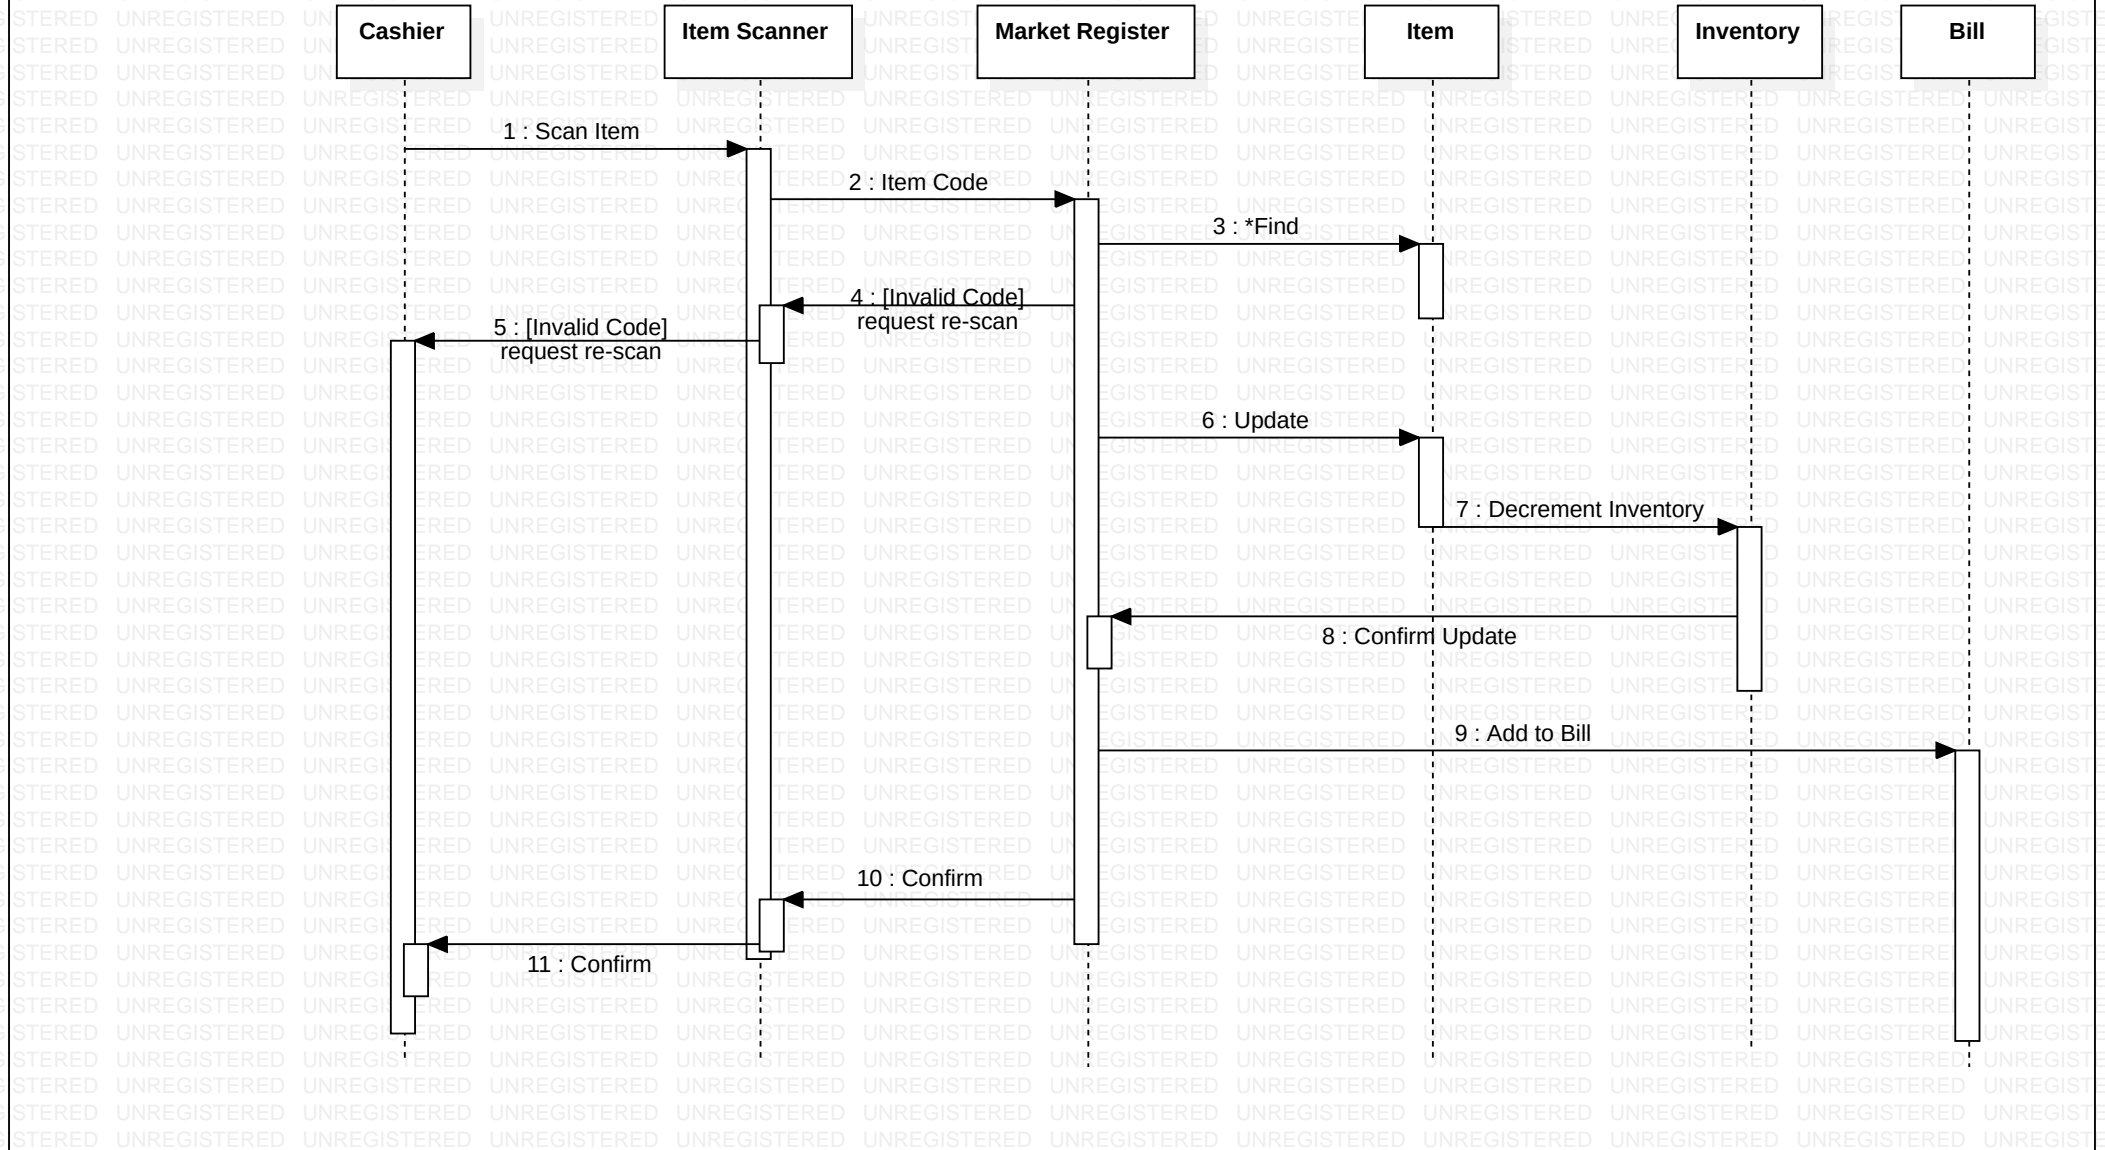 Cashier
Item Scanner
Market Register
Item
Inventory
Bill
1 : Scan Item
2 : Item Code
3 : *Find
4 : [Invalid Code]
request re-scan
5 : [Invalid Code]
request re-scan
6 : Update
7 : Decrement Inventory
8 : Confirm Update
9 : Add to Bill
10 : Confirm
11 : Confirm
UNREGISTERED